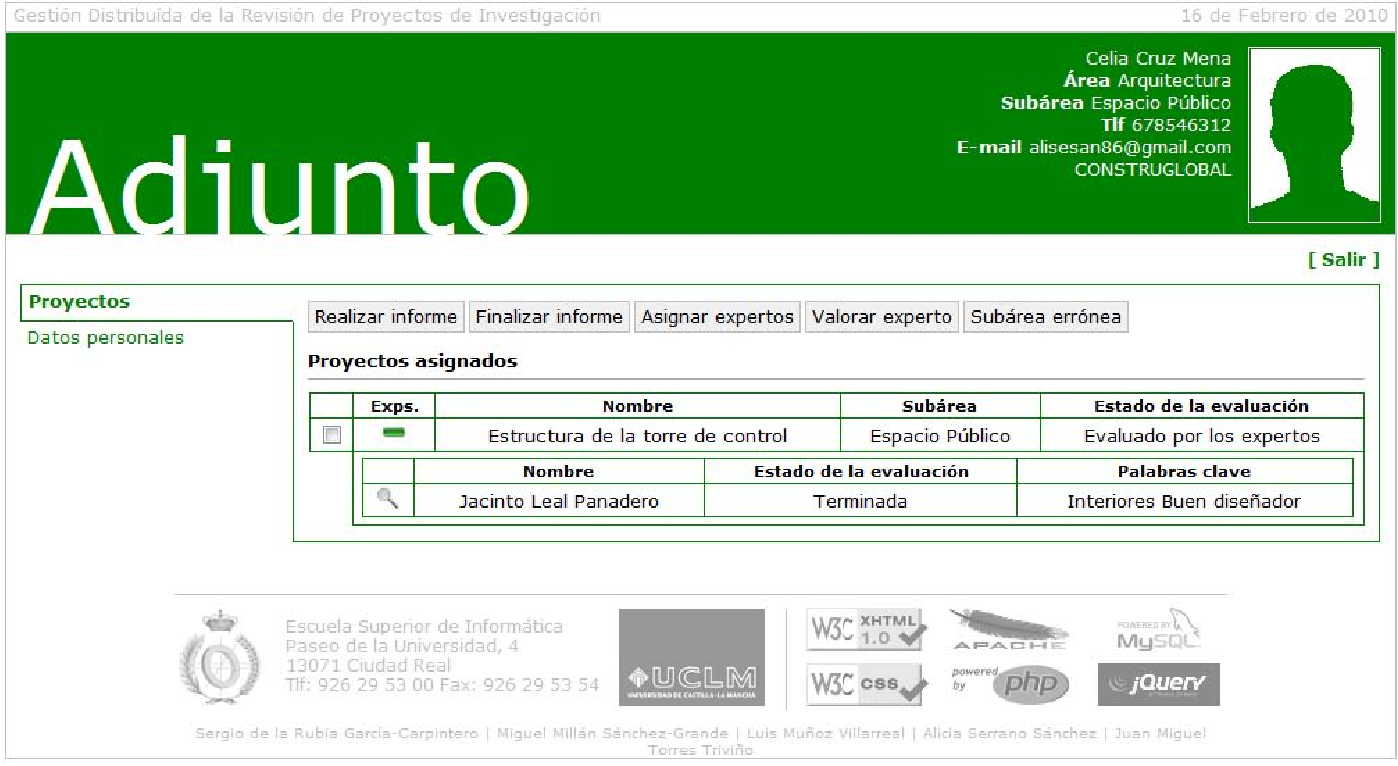 Gestión Distribuída de la Revisión de Proyectos de Investigación 16 de Febrero de 2010
Celia Cruz Mena
Área Arquitectura
Subárea Espacio Público
Tlf 678546312
E-mail alisesan86@gmail.com
CONSTRUGLOBAL
Adjunto
[ Salir ]
Proyectos
Datos personales
Realizar informe Finalizar informe Asignar expertos Valorar experto Subárea errónea
Proyectos asignados
Exps. Nombre Subárea Estado de la evaluación
Estructura de la torre de control Espacio Público Evaluado por los expertos
Nombre Estado de la evaluación Palabras clave
Jacinto Leal Panadero Terminada Interiores Buen diseñador
Escuela Superior de Informática
Paseo de la Universidad, 4
13071 Ciudad Real
Tlf: 926 29 53 00 Fax: 926 29 53 54
UCLM
UNIVERSIDAD DE CASTILLA-LA MANCHA
W3C XHTML 1.0
APACHE
POWERED BY
MySQL
W3C css
powered by php
jQuery
Sergio de la Rubia García-Carpintero | Miguel Millán Sánchez-Grande | Luis Muñoz Villarreal | Alicia Serrano Sánchez | Juan Miguel
Torres Triviño